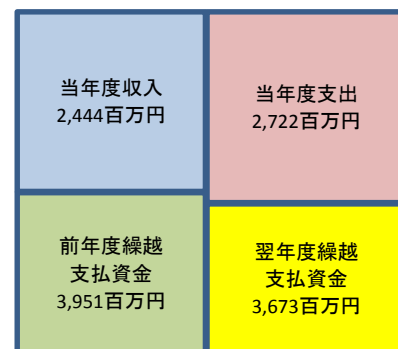 当年度収入
2,444百万円
当年度支出
2,722百万円
前年度繰越
支払資金
3,951百万円
翌年度繰越
支払資金
3,673百万円